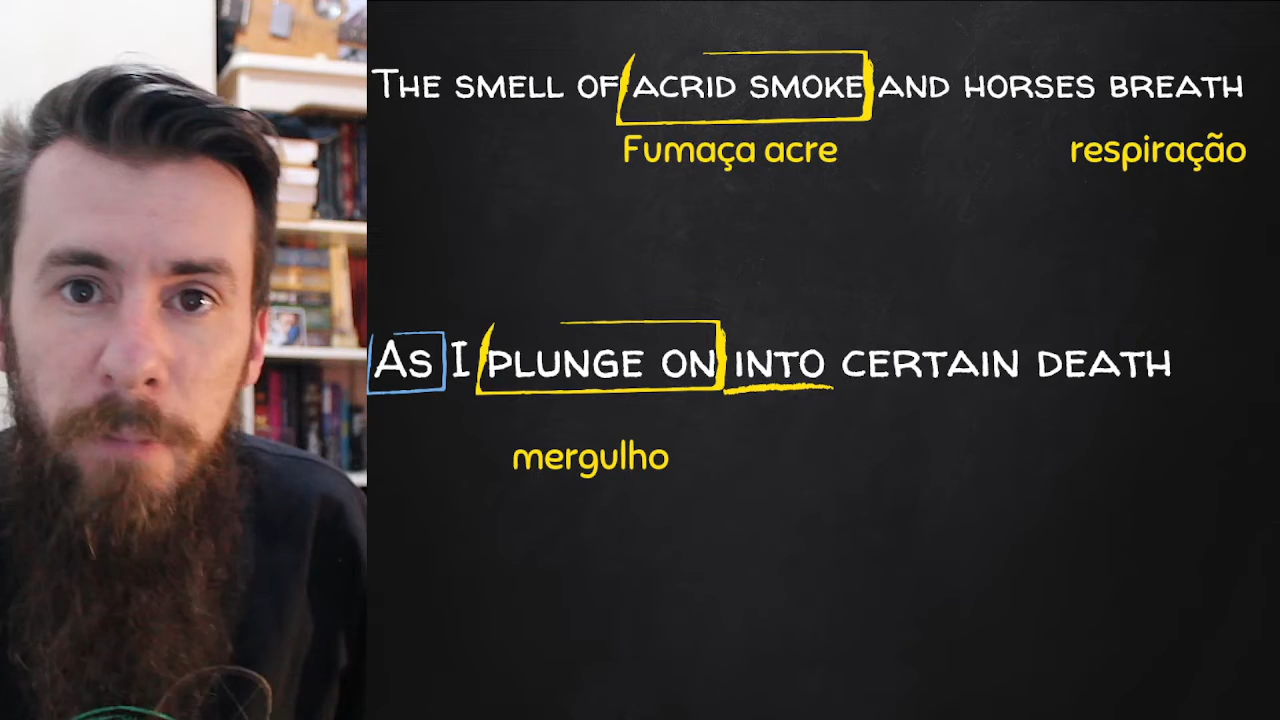 THE SMELL OF ACRID SMOKE AND HORSES BREATH
Fumaça acre respiração
AS I PLUNGE ON INTO CERTAIN DEATH
mergulho